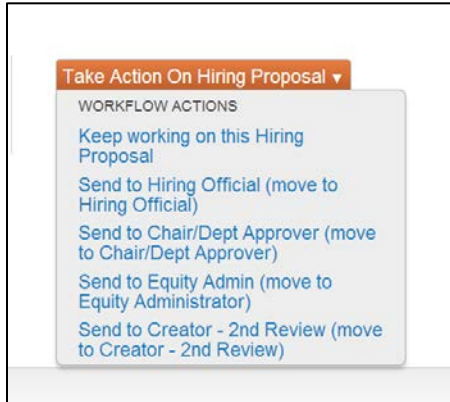 Take Action On Hiring Proposal ▾
WORKFLOW ACTIONS
Keep working on this Hiring
Proposal
Send to Hiring Official (move to
Hiring Official)
Send to Chair/Dept Approver (move
to Chair/Dept Approver)
Send to Equity Admin (move to
Equity Administrator)
Send to Creator - 2nd Review (move
to Creator - 2nd Review)